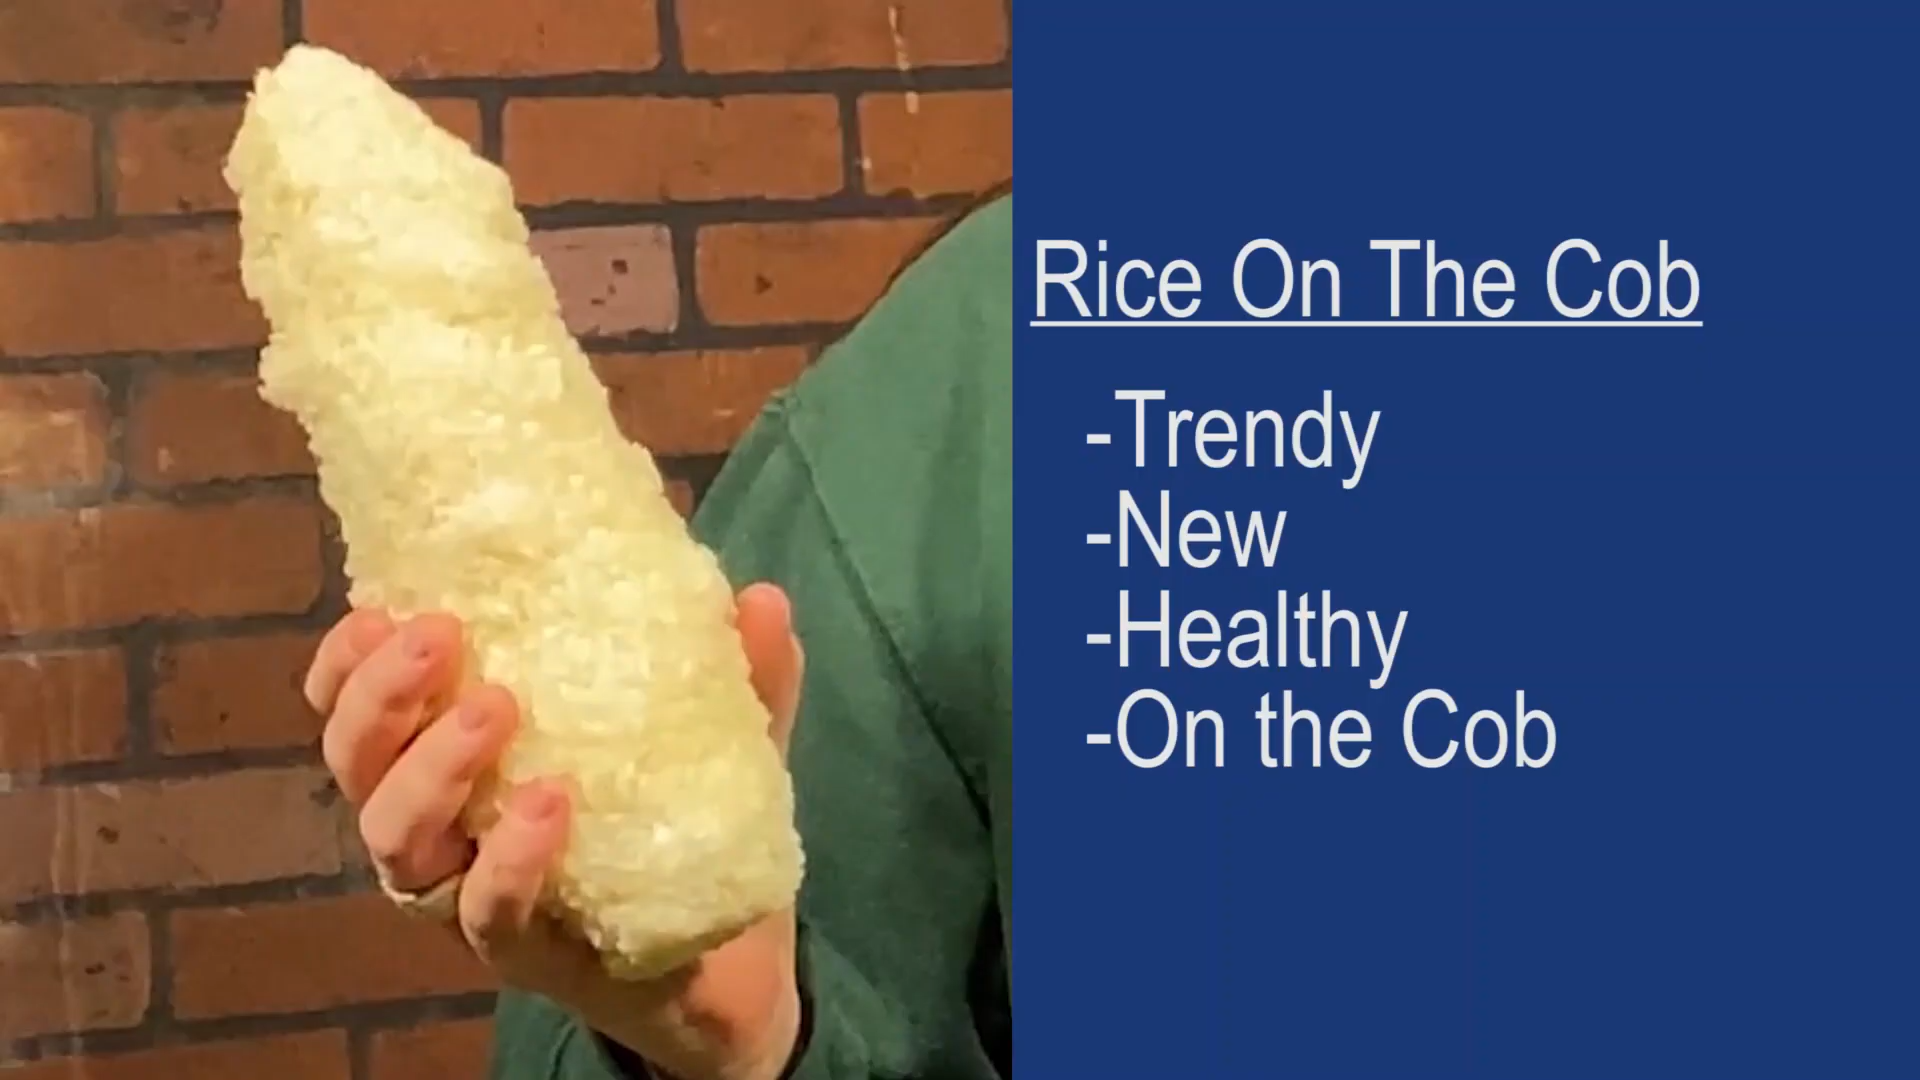 Rice On The Cob
-Trendy
-New
-Healthy
-On the Cob